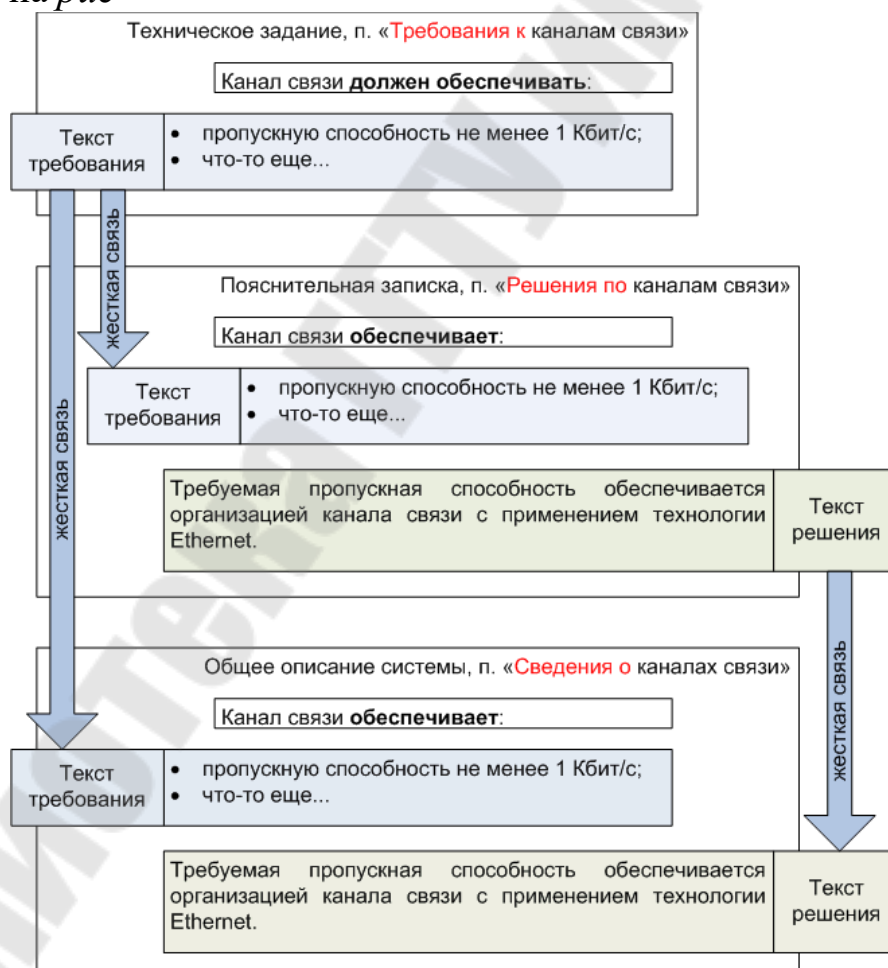 на рис
Техническое задание, п. «Требования к каналам связи»
Канал связи должен обеспечивать:
Текст
требования
• пропускную способность не менее 1 Кбит/с;
• что-то еще...
жесткая связь
жесткая связь
Пояснительная записка, п. «Решения по каналам связи»
Канал связи обеспечивает:
Текст
требования
• пропускную способность не менее 1 Кбит/с;
• что-то еще...
Требуемая пропускная способность обеспечивается
организацией канала связи с применением технологии
Ethernet.
Текст
решения
жесткая связь
Общее описание системы, п. «Сведения о каналах связи»
Канал связи обеспечивает:
Текст
требования
• пропускную способность не менее 1 Кбит/с;
• что-то еще...
Требуемая пропускная способность обеспечивается
организацией канала связи с применением технологии
Ethernet.
Текст
решения